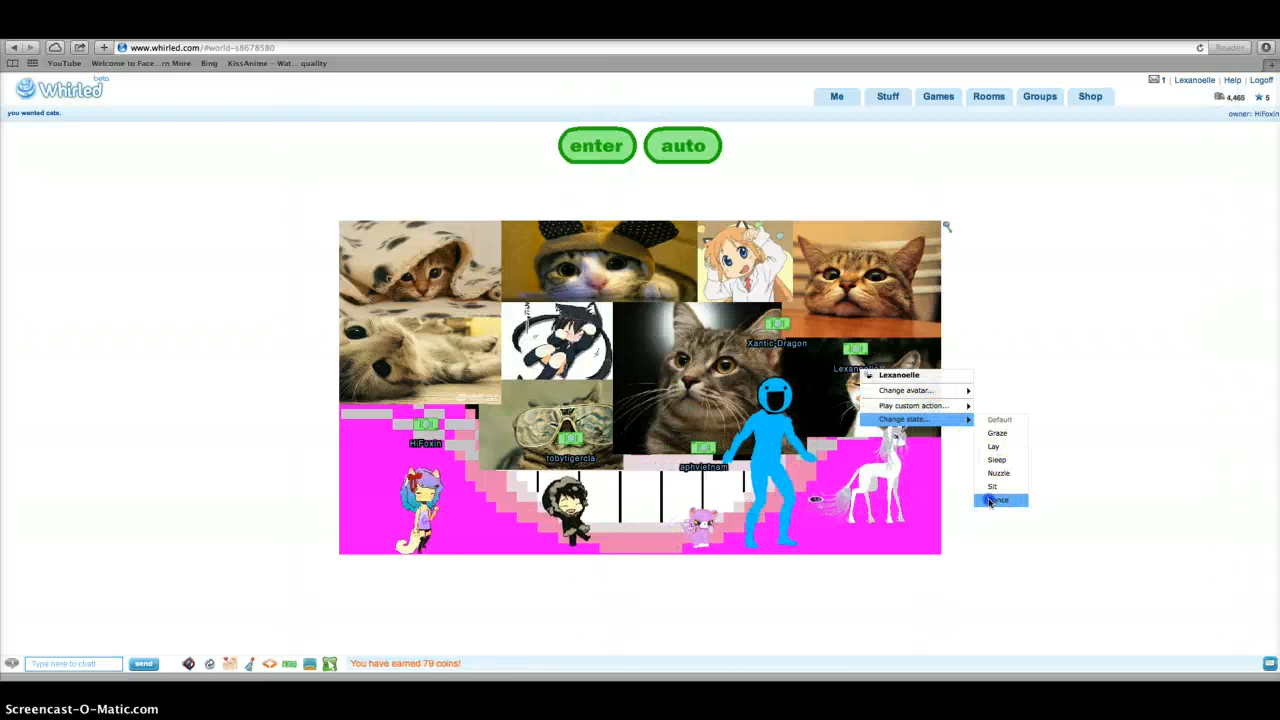 www.whirled.com/#world-s8678580
Reader
YouTube
Welcome to Face...rn More
Bing
KissAnime – Wat... quality
Whirled
beta
1
Lexanoelle
Help
Logoff
Me
Stuff
Games
Rooms
Groups
Shop
4,465
5
you wanted cats.
owner: HiFoxin
enter
auto
Xantic-Dragon
Lexanoelle
Change avatar...
Play custom action...
Change state...
Default
Graze
Lay
Sleep
Nuzzle
Sit
HiFoxin
tobytigercla
aphvietnam
Type here to chat!
send
You have earned 79 coins!
Screencast-O-Matic.com